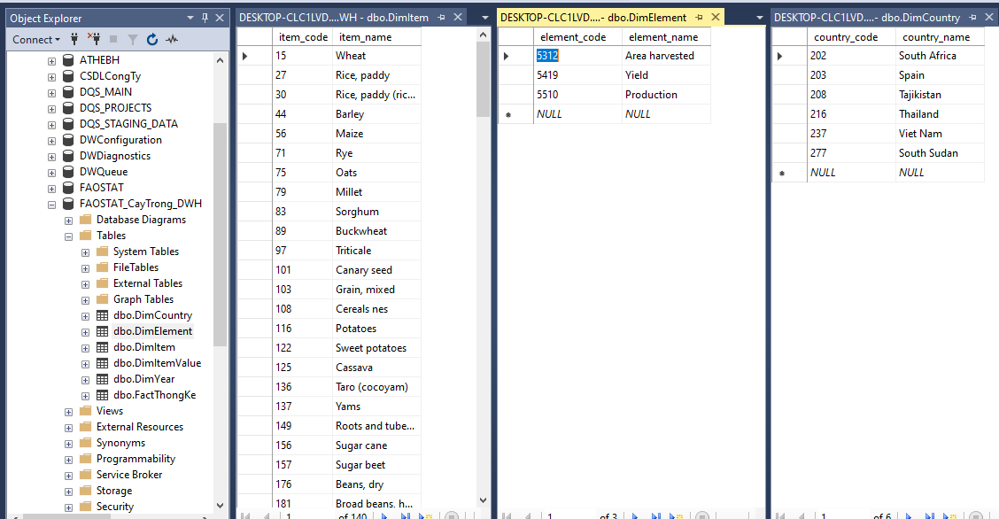 Object Explorer
Connect
ATHEBH
CSDLCongTy
DQS_MAIN
DQS_PROJECTS
DQS_STAGING_DATA
DWConfiguration
DWDiagnostics
DWQueue
FAOSTAT
FAOSTAT_CayTrong_DWH
Database Diagrams
Tables
System Tables
FileTables
External Tables
Graph Tables
dbo.DimCountry
dbo.DimElement
dbo.DimItem
dbo.DimItemValue
dbo.DimYear
dbo.FactThongKe
Views
External Resources
Synonyms
Programmability
Service Broker
Storage
Security
DESKTOP-CLC1LVD....WH - dbo.DimItem
item_code item_name
15 Wheat
27 Rice, paddy
30 Rice, paddy (ric...
44 Barley
56 Maize
71 Rye
75 Oats
79 Millet
83 Sorghum
89 Buckwheat
97 Triticale
101 Canary seed
103 Grain, mixed
108 Cereals nes
116 Potatoes
122 Sweet potatoes
125 Cassava
136 Taro (cocoyam)
137 Yams
149 Roots and tube...
156 Sugar cane
157 Sugar beet
176 Beans, dry
181 Broad beans, h...
1 of 140
DESKTOP-CLC1LVD....- dbo.DimElement
element_code element_name
5312 Area harvested
5419 Yield
5510 Production
NULL NULL
1 of 3
DESKTOP-CLC1LVD....- dbo.DimCountry
country_code country_name
202 South Africa
203 Spain
208 Tajikistan
216 Thailand
237 Viet Nam
277 South Sudan
NULL NULL
1 of 6